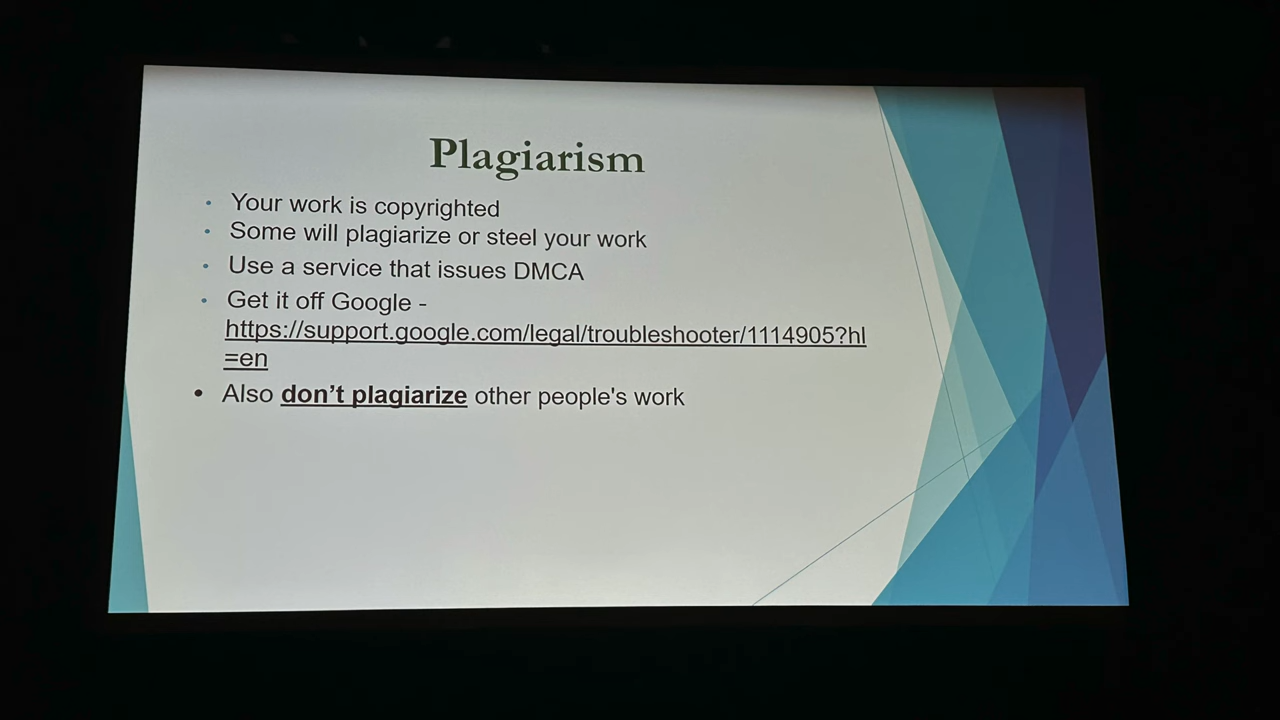 Plagiarism
• Your work is copyrighted
• Some will plagiarize or steel your work
• Use a service that issues DMCA
• Get it off Google -
https://support.google.com/legal/troubleshooter/1114905?hl
=en
• Also don’t plagiarize other people's work